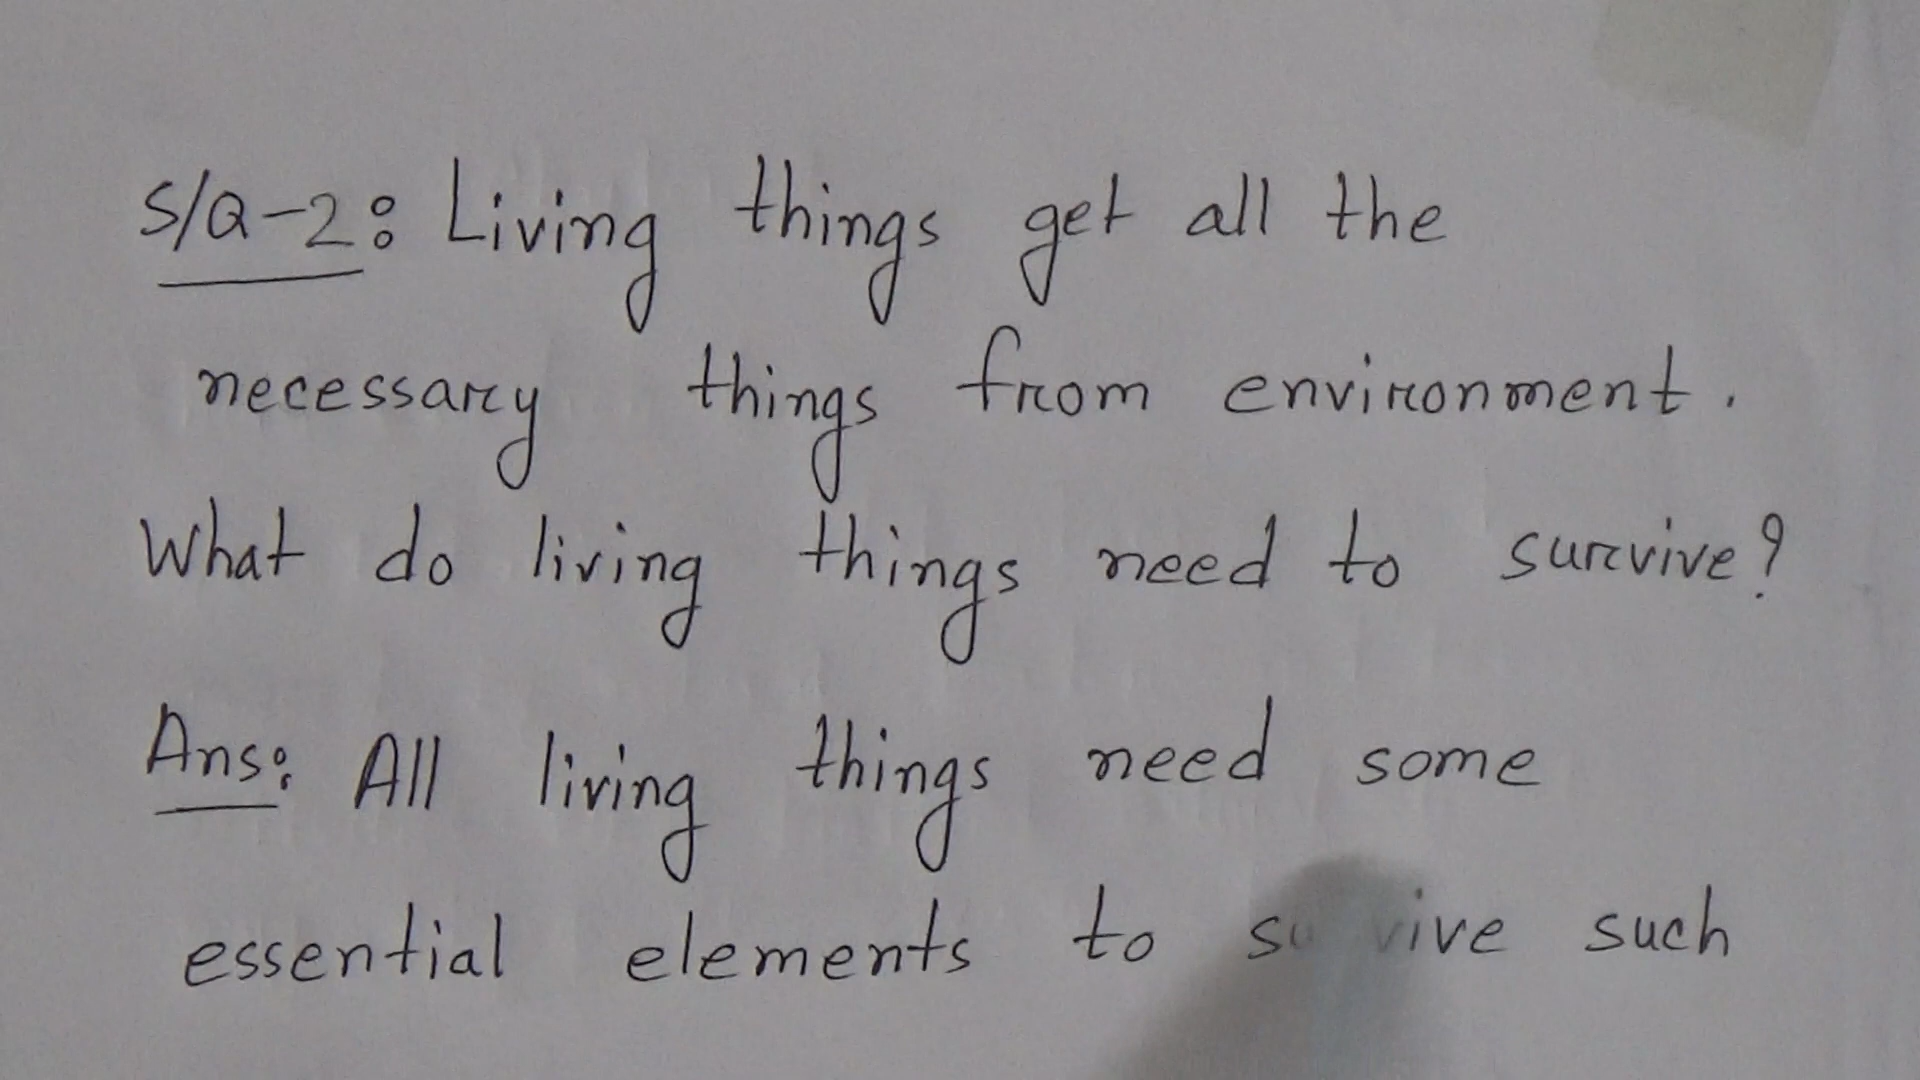 S/Q-2: Living things get all the
necessary things from environment.
What do living things need to survive?
Ans: All living things need some
essential elements to survive such